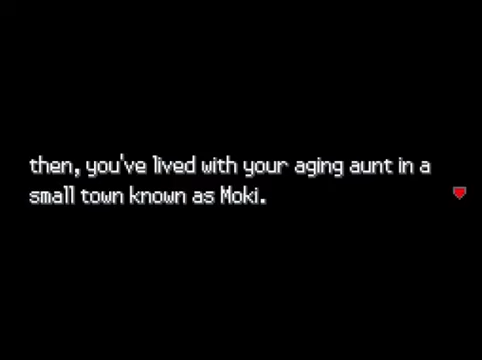 then, you've lived with your aging aunt in a
small town known as Moki.